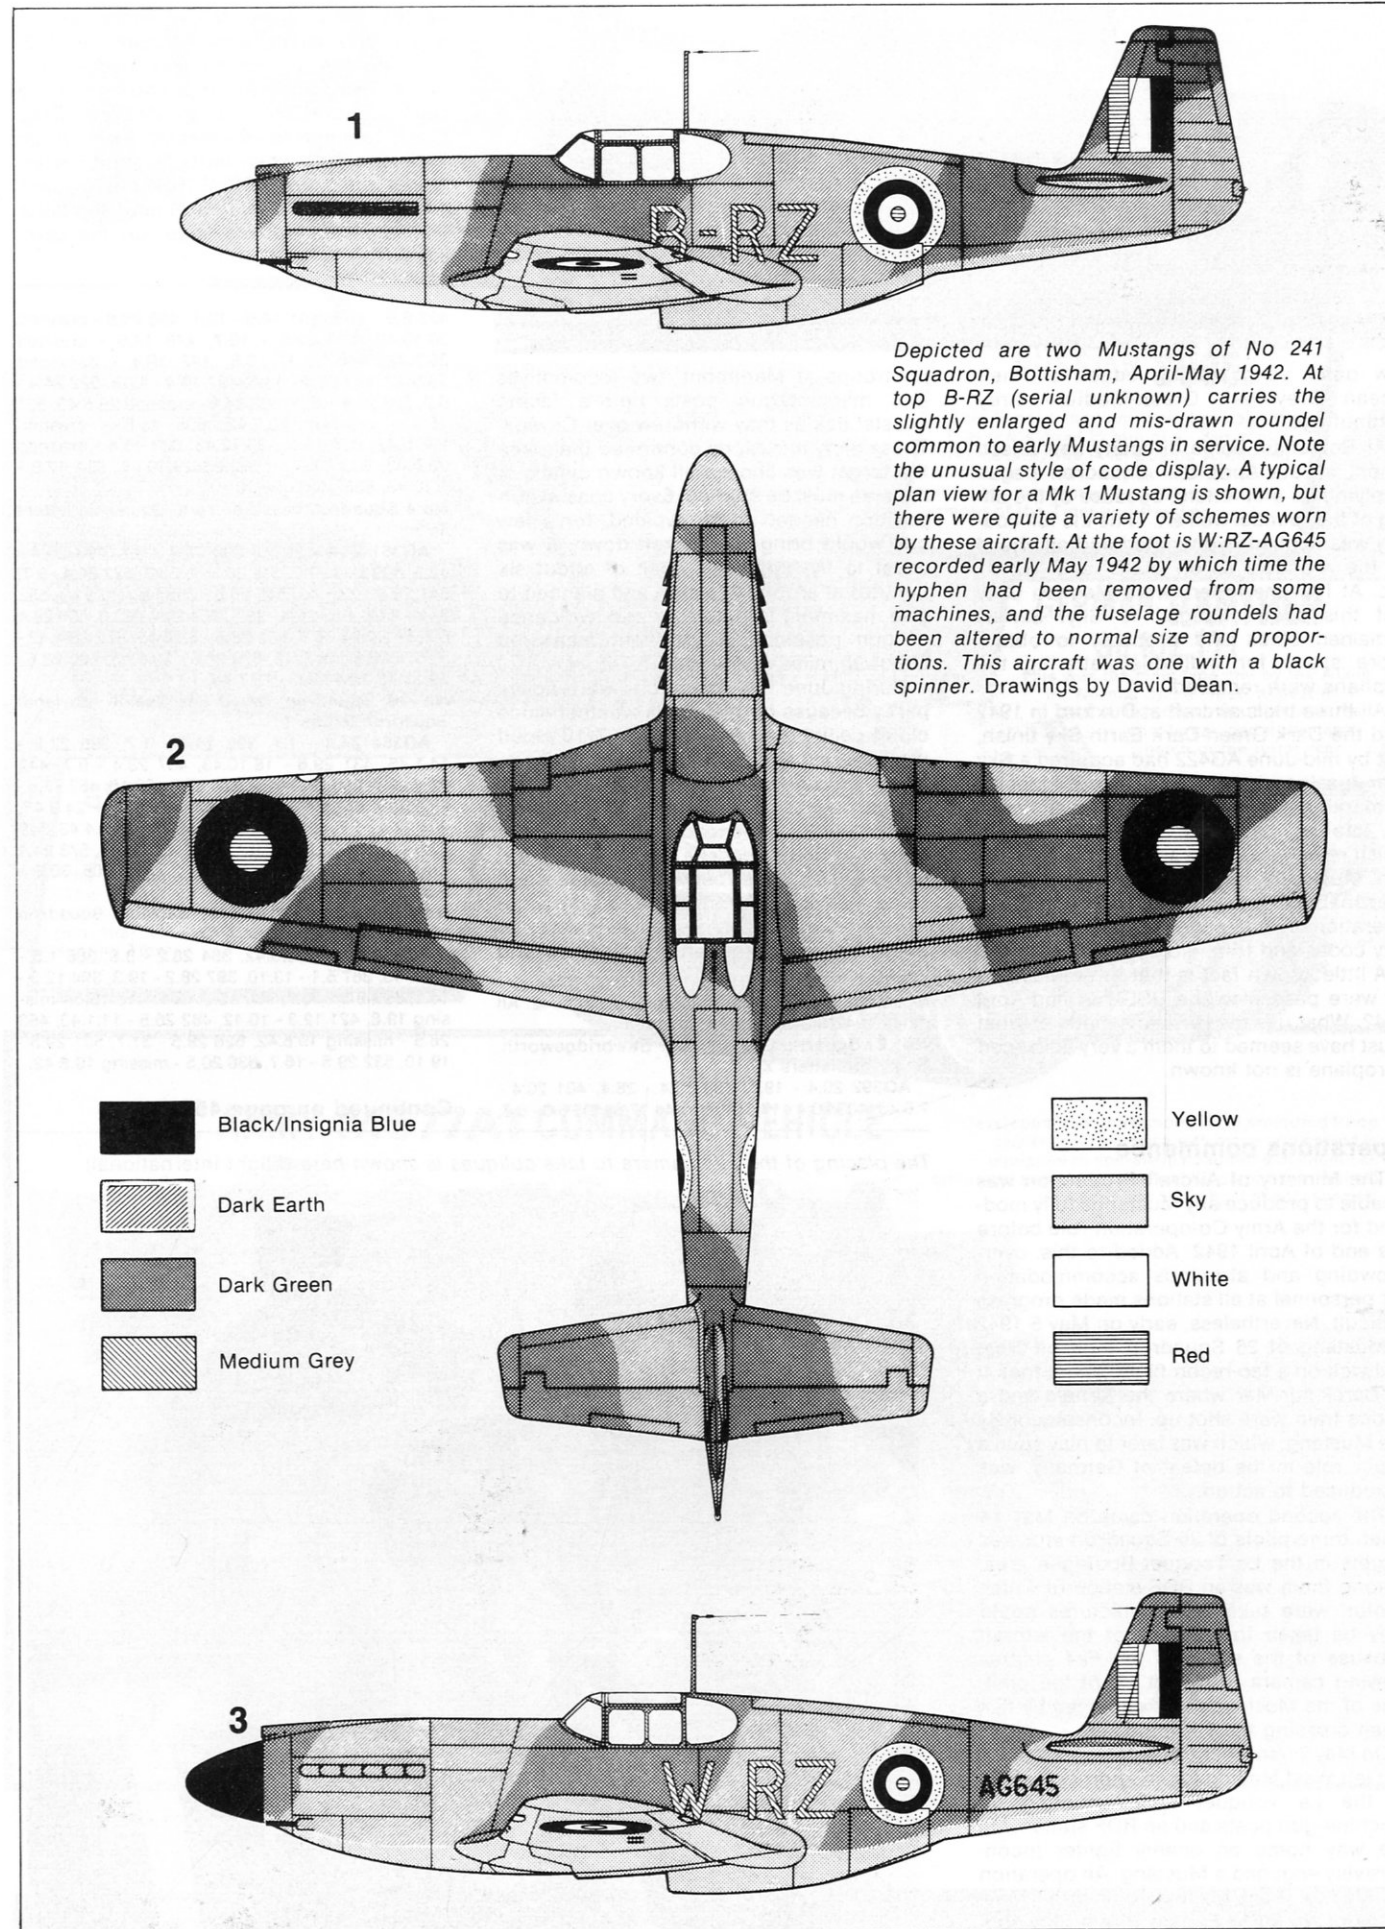 1
B-RZ
Depicted are two Mustangs of No 241
Squadron, Bottisham, April-May 1942. At
top B-RZ (serial unknown) carries the
slightly enlarged and mis-drawn roundel
common to early Mustangs in service. Note
the unusual style of code display. A typical
plan view for a Mk 1 Mustang is shown, but
there were quite a variety of schemes worn
by these aircraft. At the foot is W:RZ-AG645
recorded early May 1942 by which time the
hyphen had been removed from some
machines, and the fuselage roundels had
been altered to normal size and propor-
tions. This aircraft was one with a black
spinner. Drawings by David Dean.
2
Black/Insignia Blue
Dark Earth
Dark Green
Medium Grey
Yellow
Sky
White
Red
3
W RZ
AG645